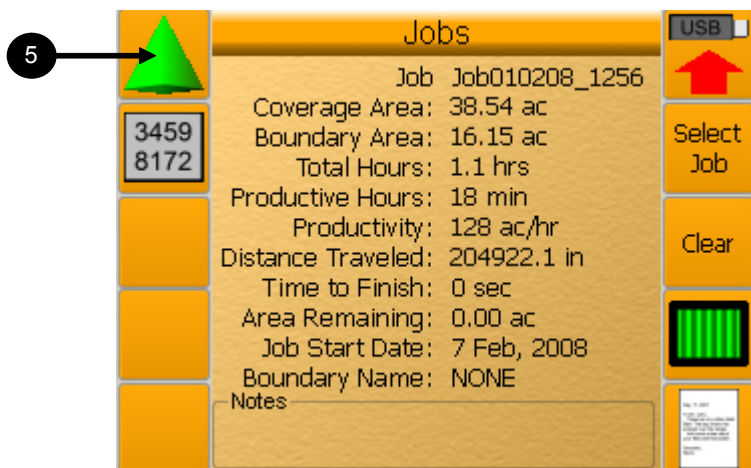 5
Jobs
USB
3459
8172
Job Job010208_1256
Coverage Area: 38.54 ac
Boundary Area: 16.15 ac
Total Hours: 1.1 hrs
Productive Hours: 18 min
Productivity: 128 ac/hr
Distance Traveled: 204922.1 in
Time to Finish: 0 sec
Area Remaining: 0.00 ac
Job Start Date: 7 Feb, 2008
Boundary Name: NONE
Notes
Select
Job
Clear